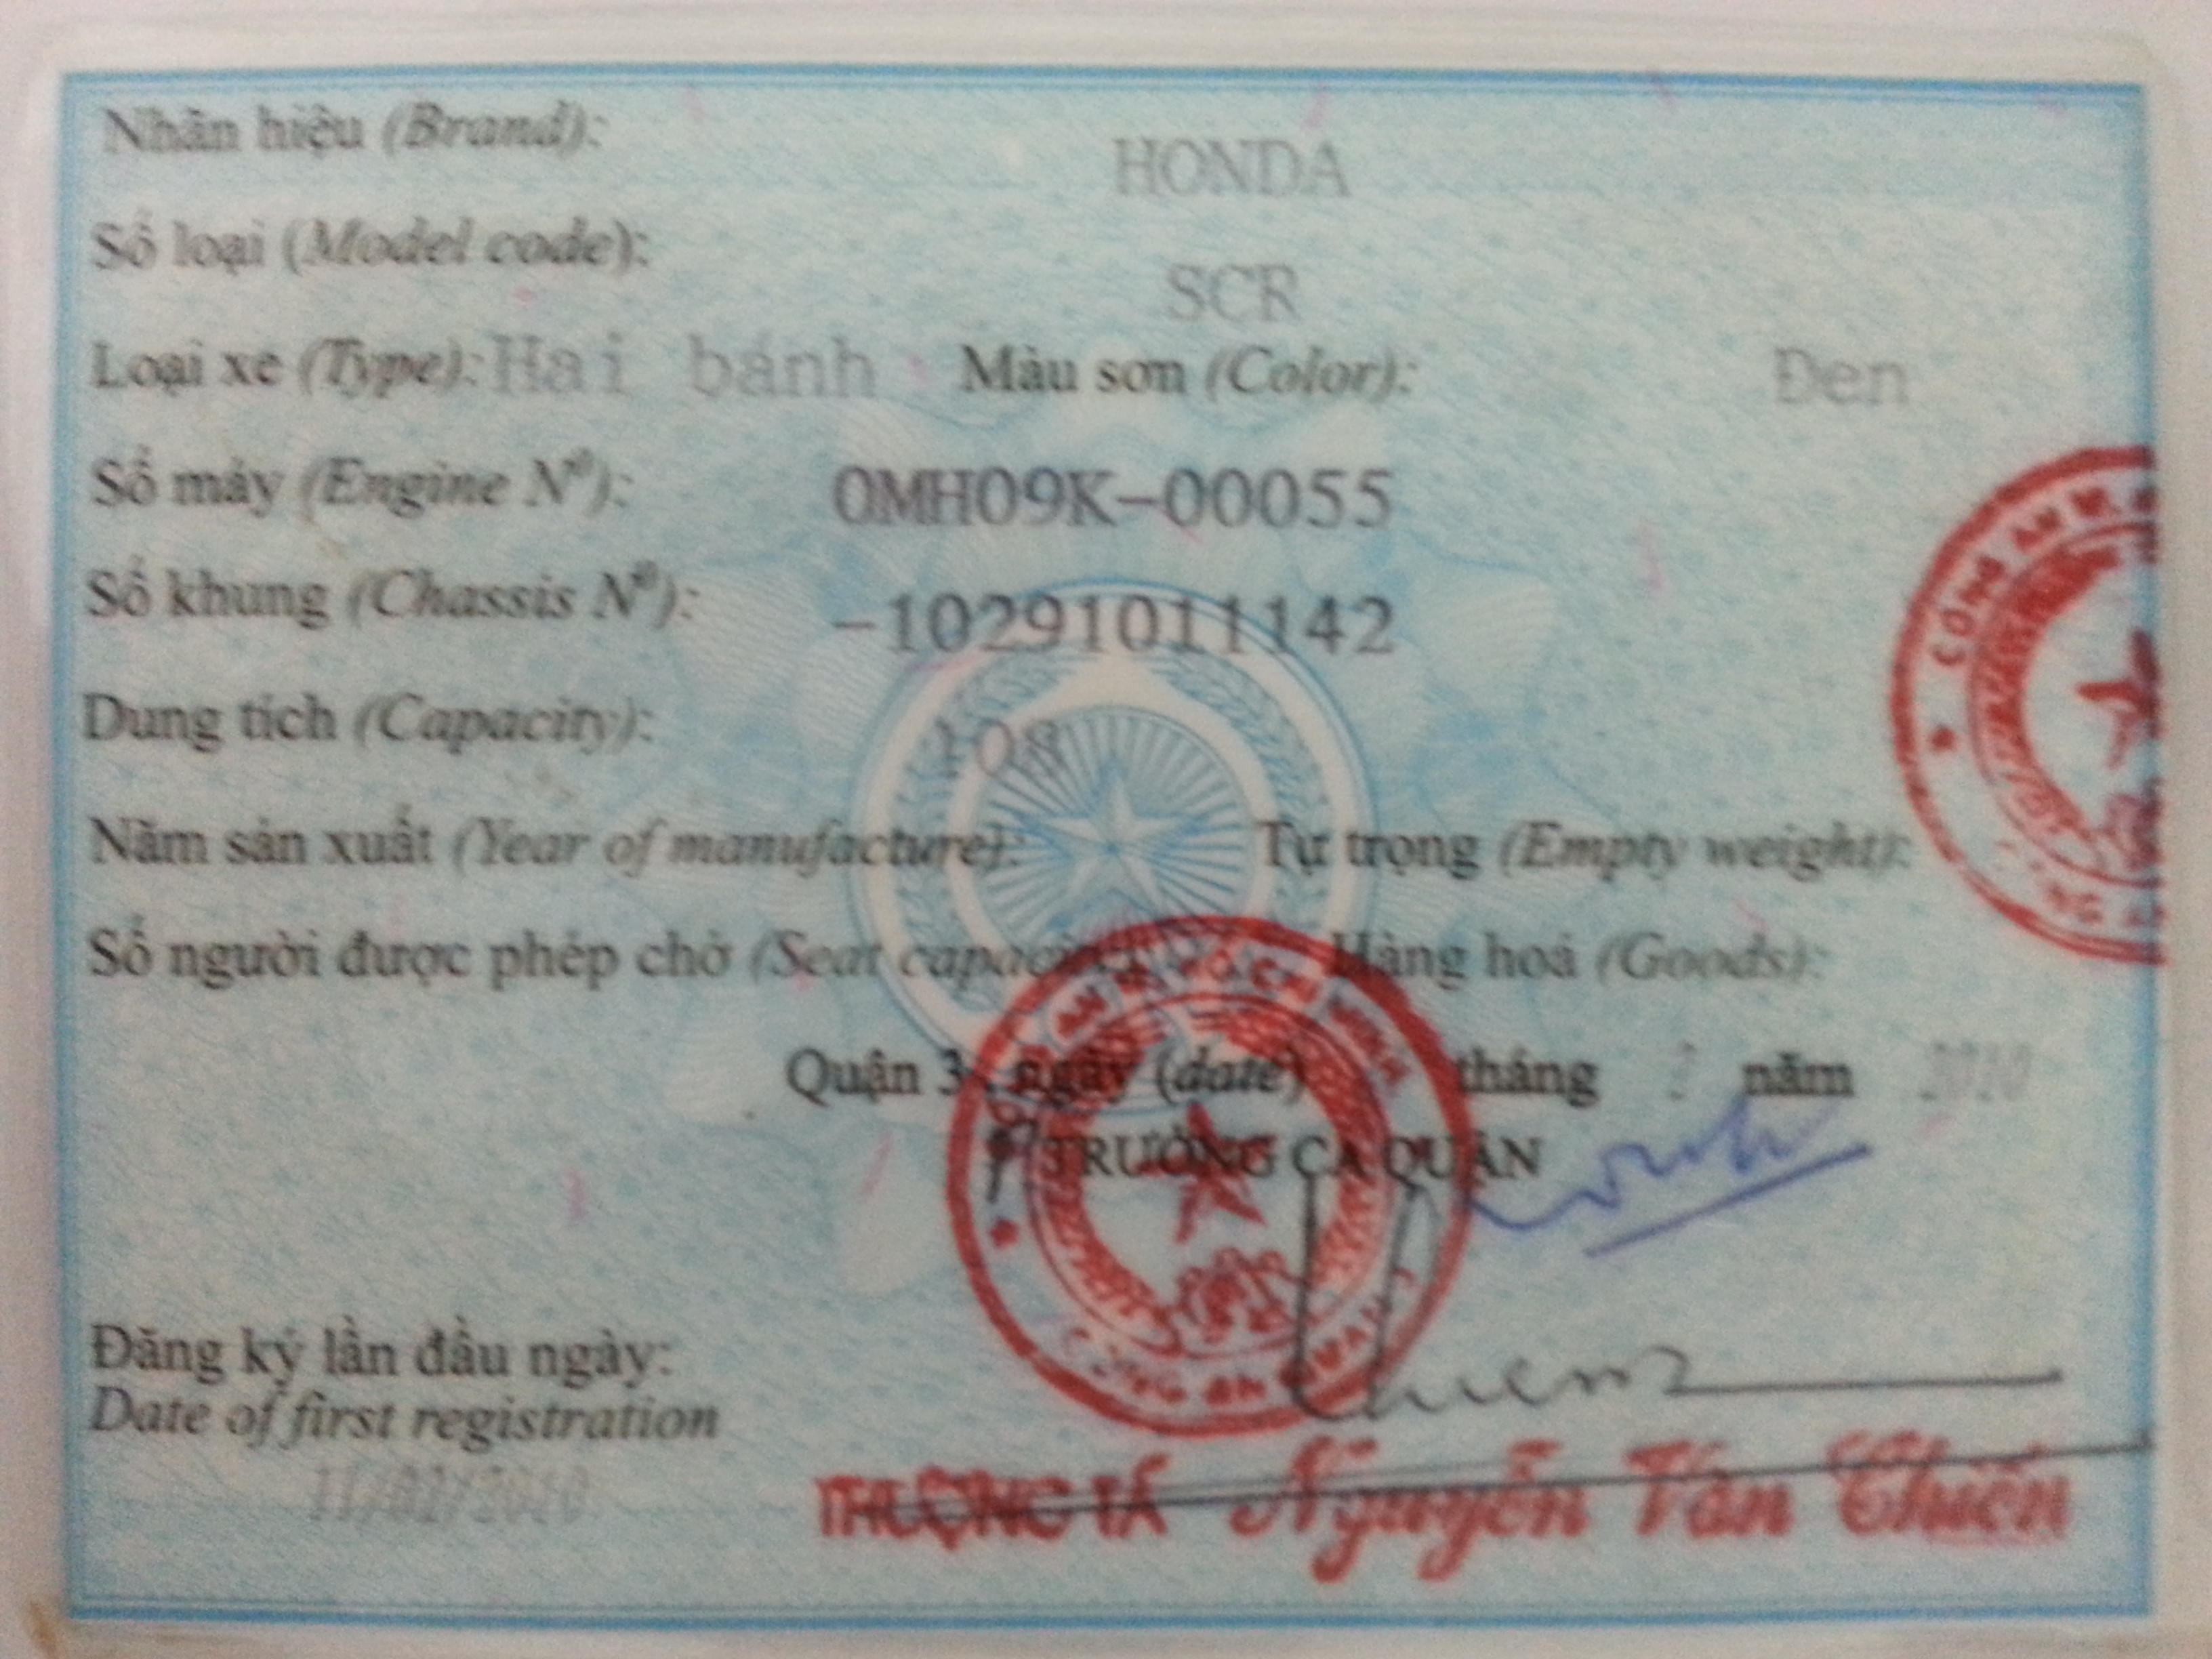 Nhãn hiệu (Brand): HONDA
Số loại (Model code): SCR
Loại xe (Type): Hai bánh Màu sơn (Color): Đen
Số máy (Engine Nº): 0MH09K-00055
Số khung (Chassis Nº): -10291011142
Dung tích (Capacity): 108
Năm sản xuất (Year of manufacture): Tự trọng (Empty weight):
Số người được phép chở (Seat Hàng hoá (Goods):
Quận 3, ngày (date) tháng 2 năm 2010
TRƯỞNG CA QUẬN
Đăng ký lần đầu ngày:
Date of first registration
11/02/2010
THƯỢNG TÁ Nguyễn Văn Thiên